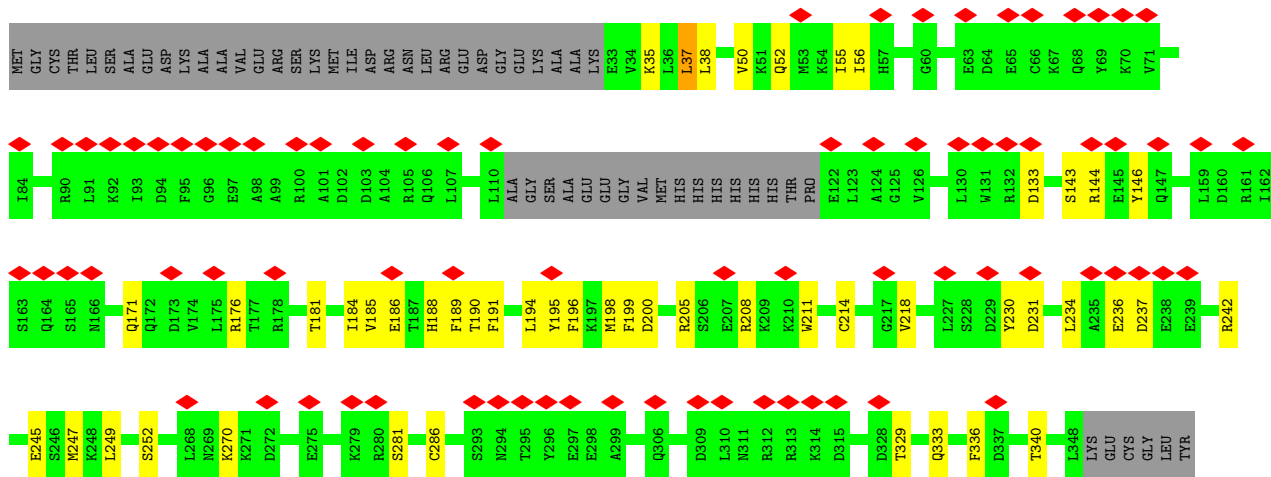 MET GLY CYS THR LEU SER ALA GLU ASP LYS ALA ALA VAL GLU ARG SER LYS MET ILE ASP ARG ASN LEU ARG GLU ASP GLY GLU LYS ALA ALA LYS E33 V34 K35 L36 L37 L38 V50 K51 Q52 M53 K54 I55 I56 H57 G60 E63 D64 E65 C66 K67 Q68 Y69 K70 V71
I84 R90 L91 K92 I93 D94 F95 G96 E97 A98 A99 R100 A101 D102 D103 A104 R105 Q106 L107 L110 ALA GLY SER ALA GLU GLU GLY VAL MET HIS HIS HIS HIS HIS HIS THR PRO E122 L123 A124 G125 V126 L130 W131 R132 D133 S143 R144 E145 Y146 Q147 L159 D160 R161 I162
S163 Q164 S165 N166 Q171 Q172 D173 V174 L175 R176 T177 R178 T181 I184 V185 E186 T187 H188 F189 T190 F191 L194 Y195 F196 K197 M198 F199 D200 R205 S206 E207 R208 K209 K210 W211 C214 G217 V218 L227 S228 D229 Y230 D231 L234 A235 E236 D237 E238 E239 R242
E245 S246 M247 K248 L249 S252 L268 N269 K270 K271 D272 E275 K279 R280 S281 C286 S293 N294 T295 Y296 E297 E298 A299 Q306 D309 L310 N311 R312 R313 K314 D315 D328 T329 Q333 F336 D337 T340 L348 LYS GLU CYS GLY LEU TYR